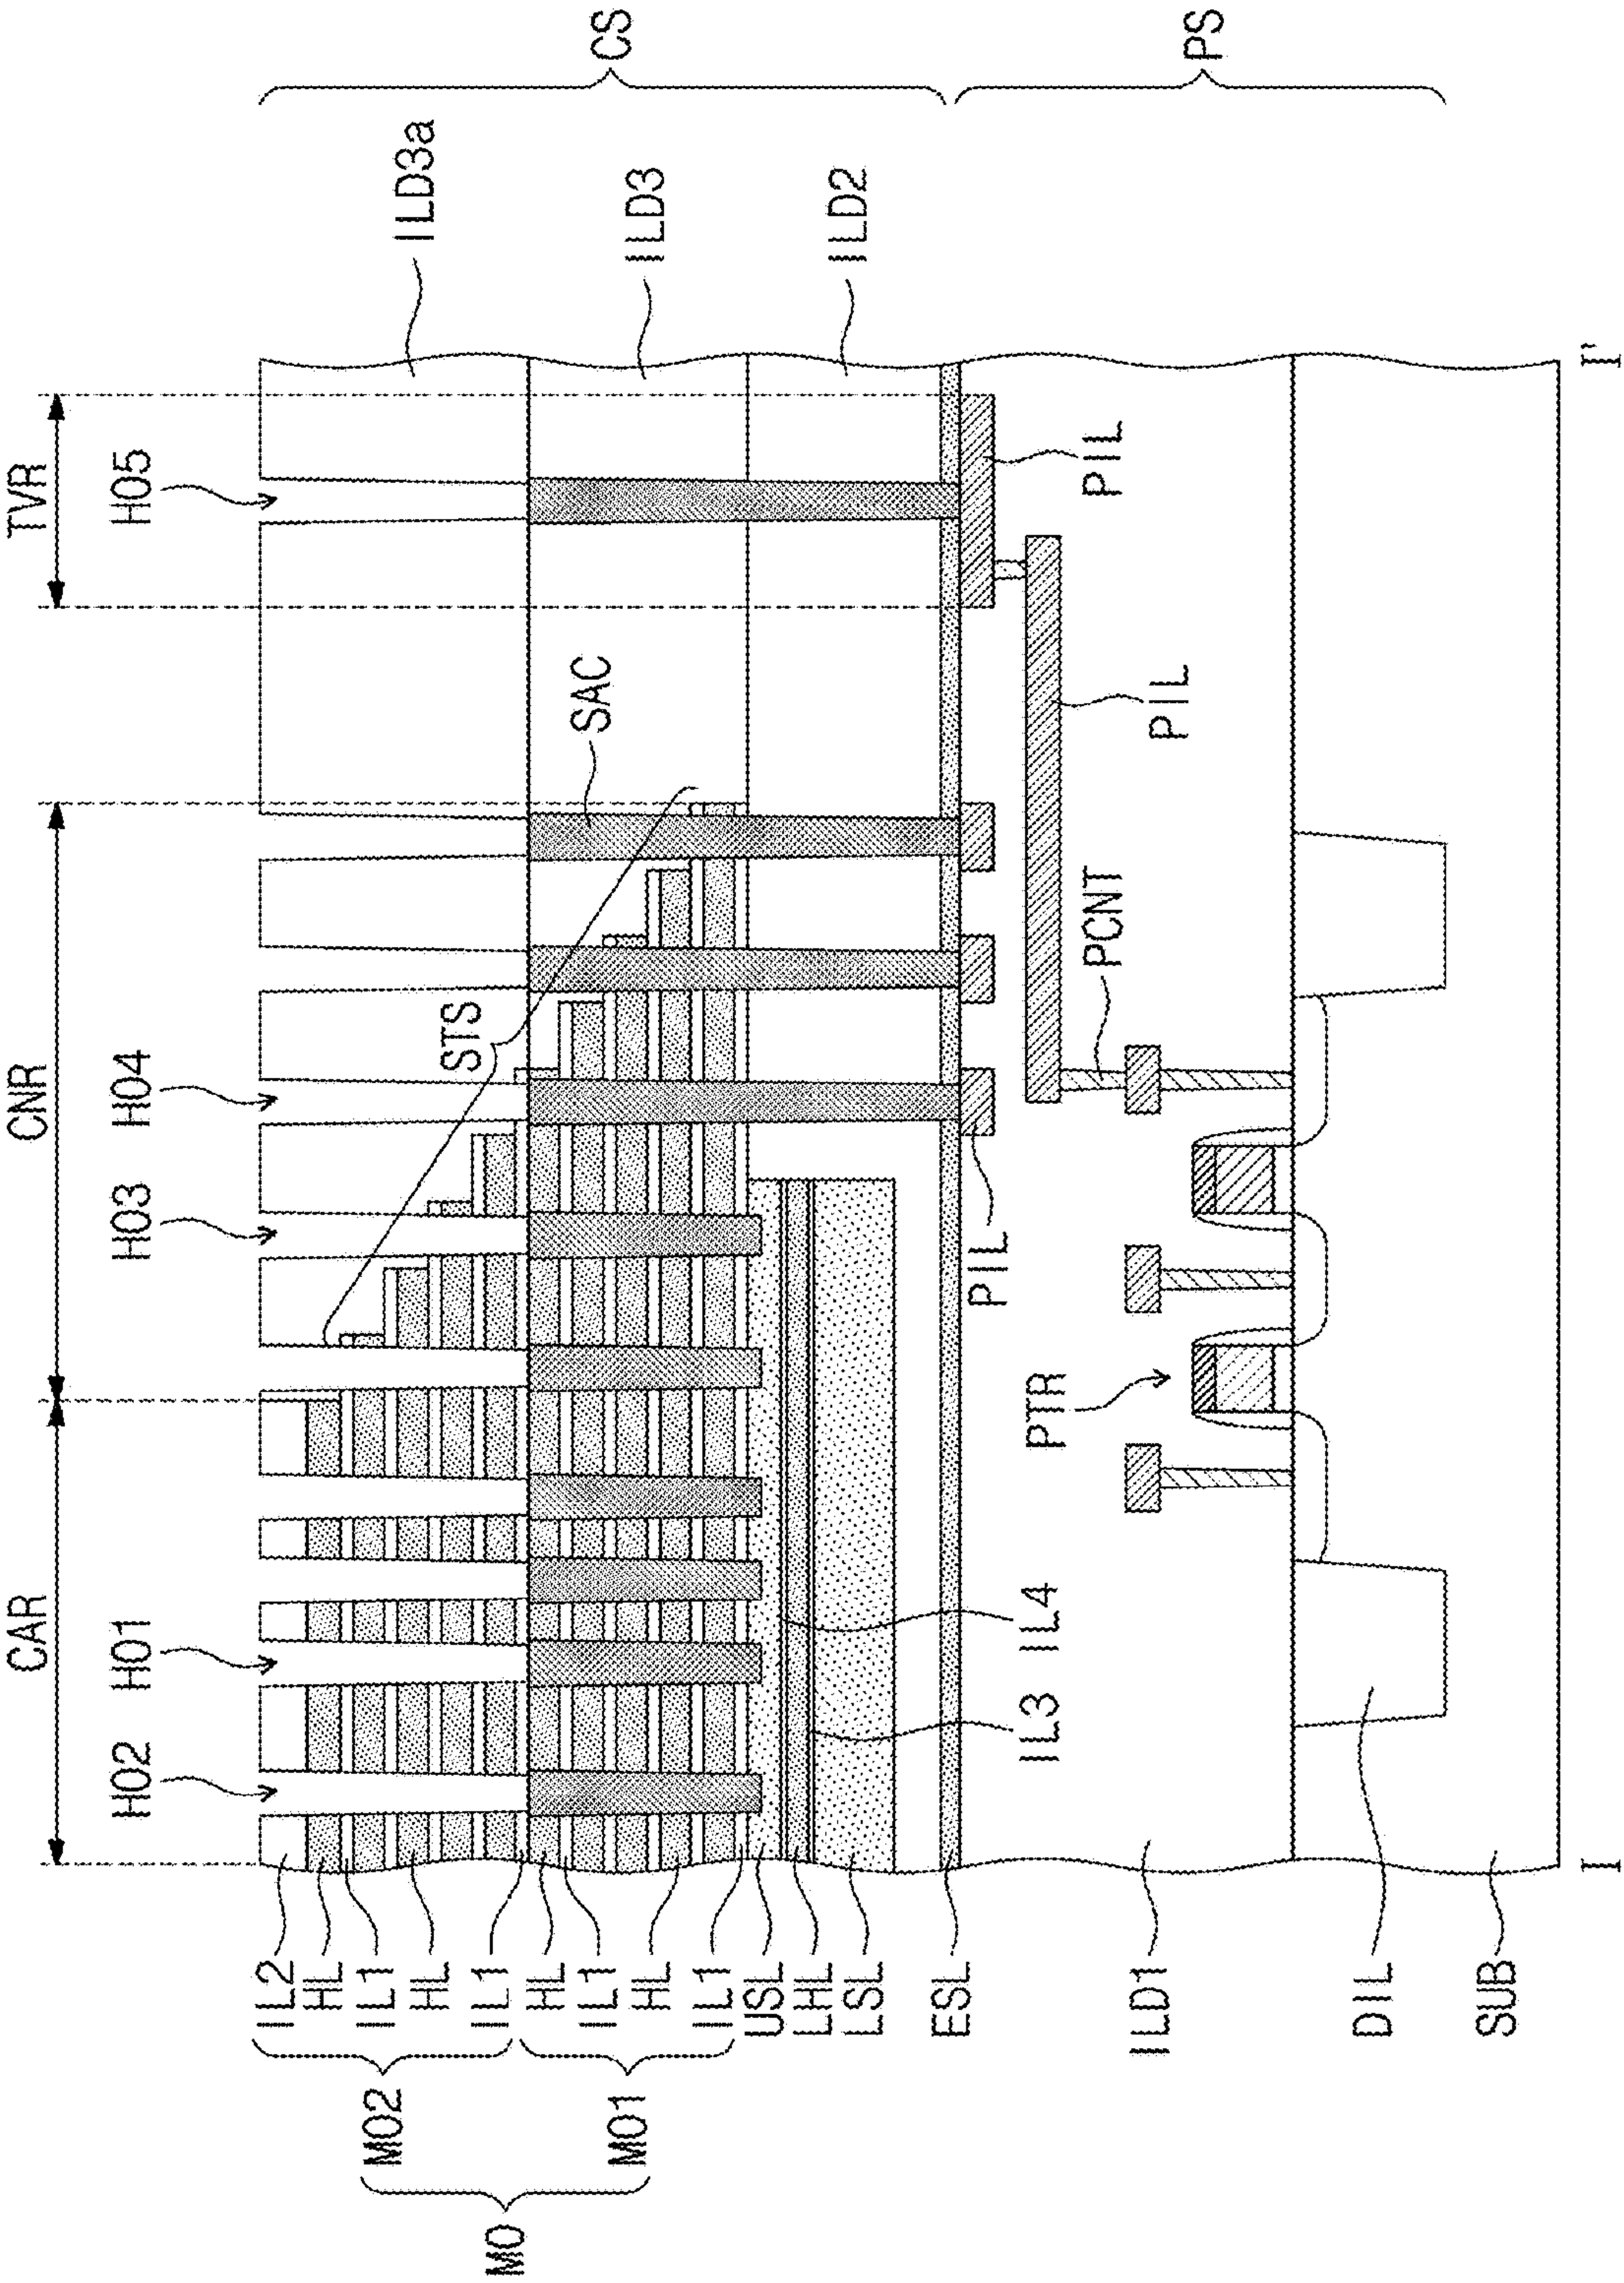 TVR
CNR
CAR
H05
H04
H03
H01
H02
CS
PS
ILD3a
ILD3
ILD2
SAC
STS
PIL
PIL
PCNT
PIL
PTR
IL4
IL3
IL2
HL
IL1
HL
IL1
HL
IL1
HL
IL1
USL
LHL
LSL
ESL
ILD1
DIL
SUB
MO2
MO1
MO
I
I'